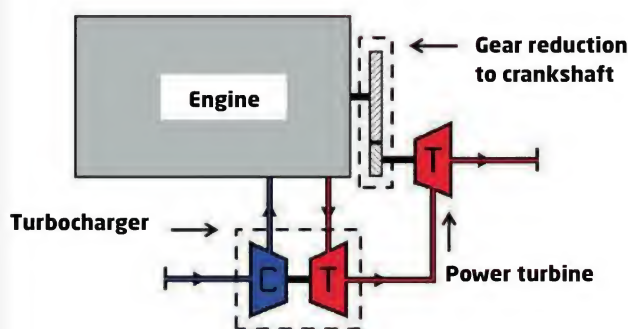 Gear reduction
to crankshaft
Engine
T
Turbocharger
C
T
Power turbine